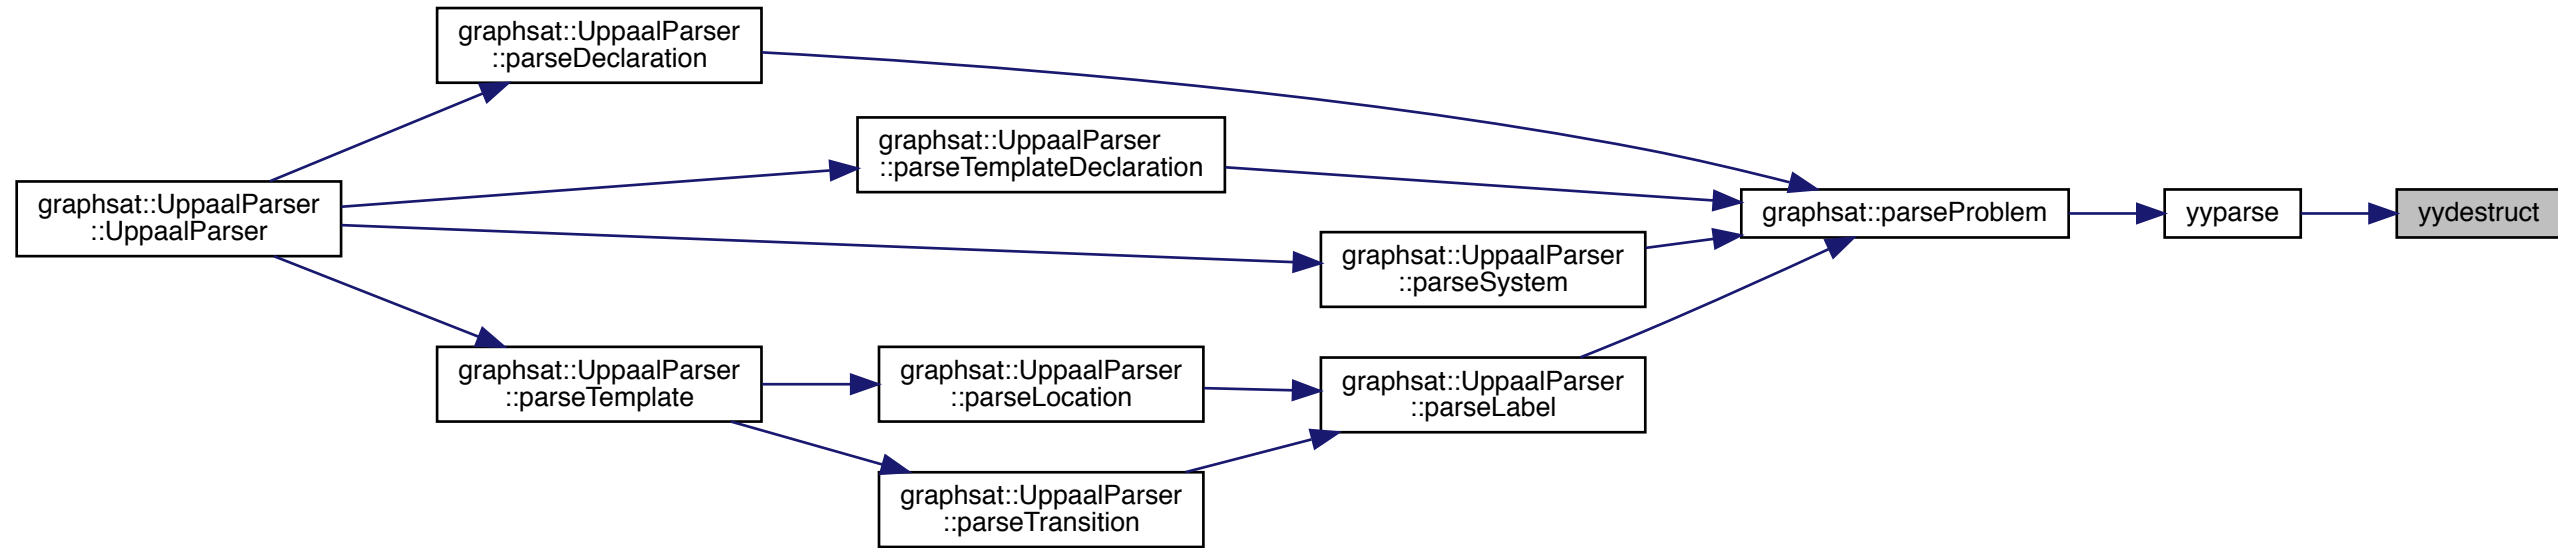 graphsat::UppaalParser
::parseDeclaration
graphsat::UppaalParser
::parseTemplateDeclaration
graphsat::UppaalParser
::UppaalParser
graphsat::parseProblem
yyparse
yydestruct
graphsat::UppaalParser
::parseSystem
graphsat::UppaalParser
::parseTemplate
graphsat::UppaalParser
::parseLocation
graphsat::UppaalParser
::parseLabel
graphsat::UppaalParser
::parseTransition